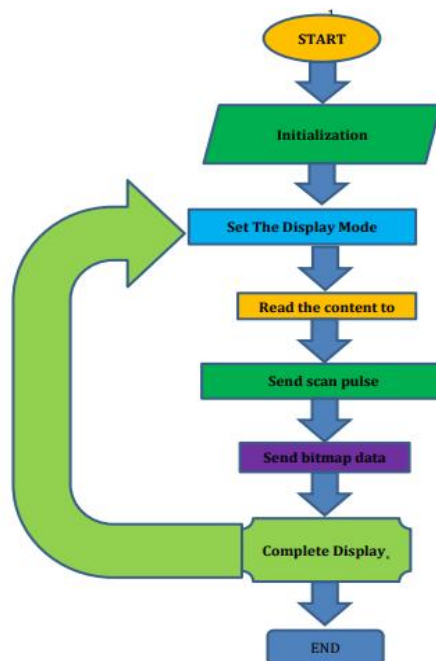 START
Initialization
Set The Display Mode
Read the content to
Send scan pulse
Send bitmap data
Complete Display.
END